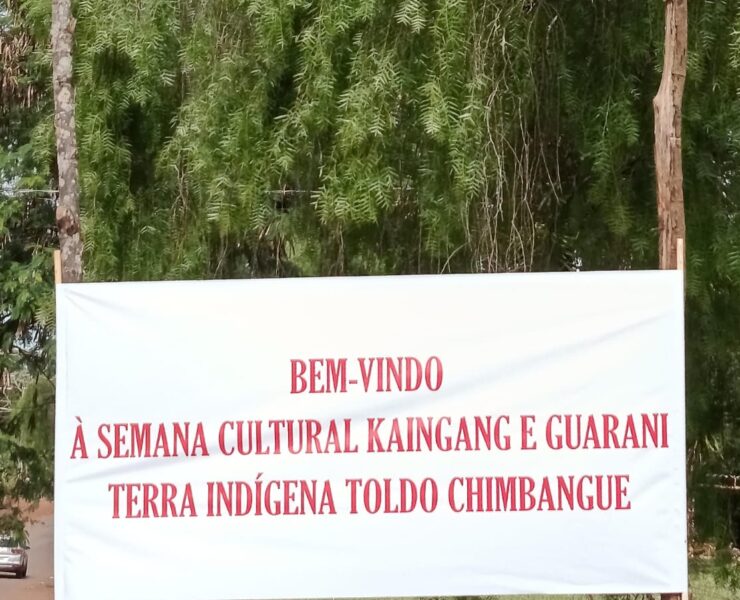 BEM-VINDO
À SEMANA CULTURAL KAINGANG E GUARANI
TERRA INDÍGENA TOLDO CHIMBANGUE